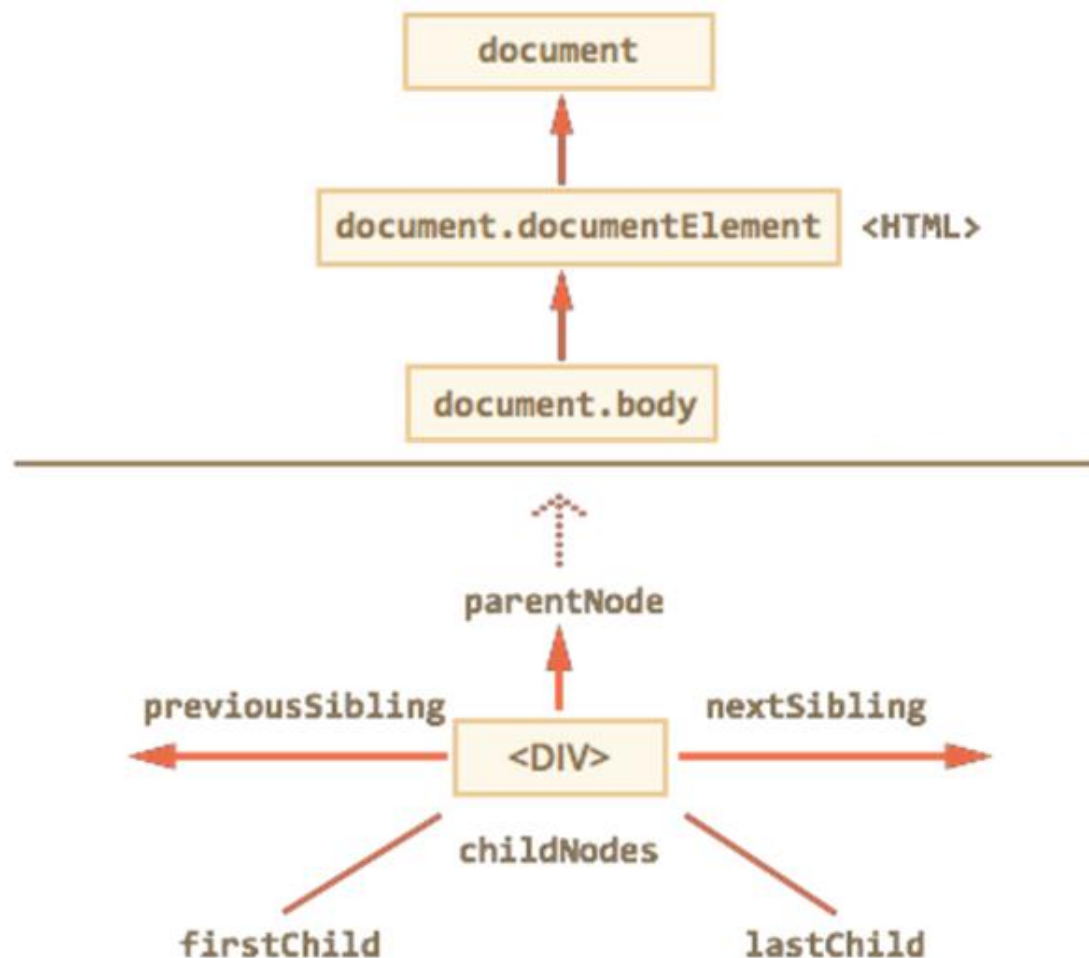 document
document.documentElement <HTML>
document.body
parentNode
previousSibling nextSibling
<DIV>
childNodes
firstChild lastChild